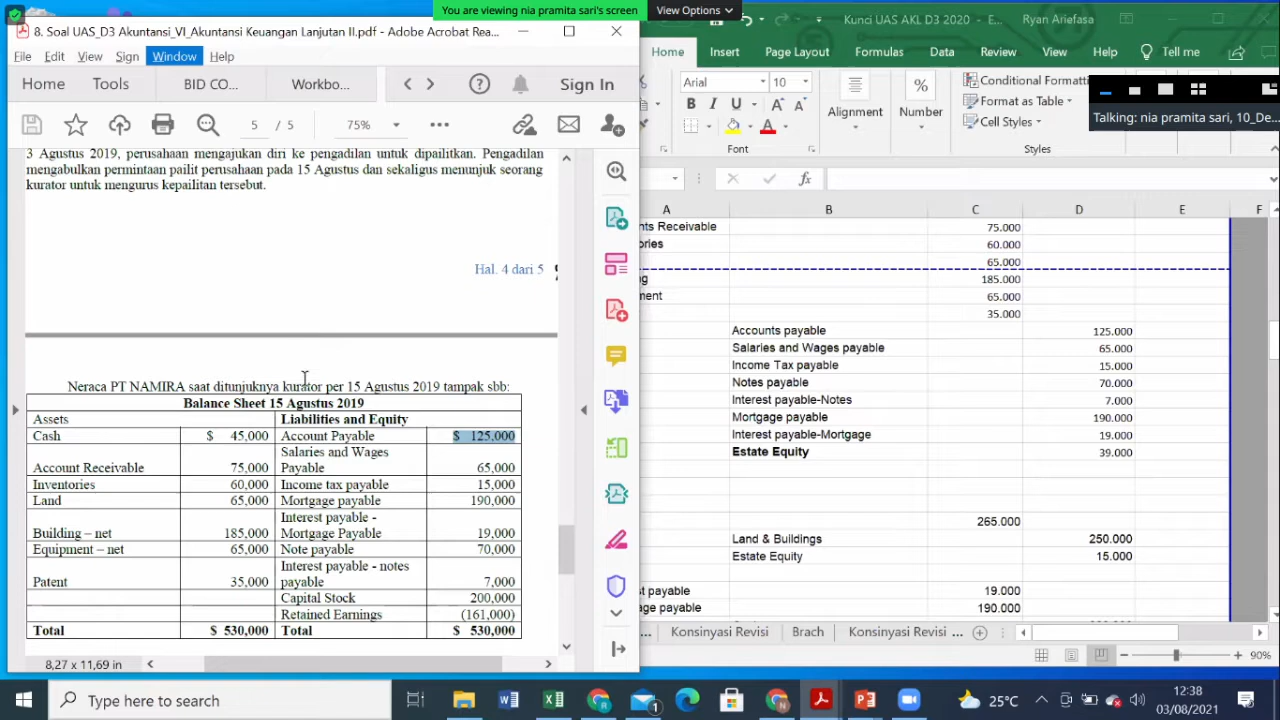 You are viewing nia pramita sari's screen
View Options
8. Soal UAS_D3 Akuntansi_VI_Akuntansi Keuangan Lanjutan II.pdf - Adobe Acrobat Rea...
File Edit View Sign Window Help
Home Tools BID CO... Workbo... Sign In
5 / 5 75%
3 Agustus 2019, perusahaan mengajukan diri ke pengadilan untuk dipailitkan. Pengadilan
mengabulkan permintaan pailit perusahaan pada 15 Agustus dan sekaligus menunjuk seorang
kurator untuk mengurus kepailitan tersebut.
Hal. 4 dari 5
Neraca PT NAMIRA saat ditunjuknya kurator per 15 Agustus 2019 tampak sbb:
Balance Sheet 15 Agustus 2019
Assets Liabilities and Equity
Cash $ 45,000 Account Payable $ 125,000
Salaries and Wages
Account Receivable 75,000 Payable 65,000
Inventories 60,000 Income tax payable 15,000
Land 65,000 Mortgage payable 190,000
Interest payable -
Building – net 185,000 Mortgage Payable 19,000
Equipment – net 65,000 Note payable 70,000
Interest payable - notes
Patent 35,000 payable 7,000
Capital Stock 200,000
Retained Earnings (161,000)
Total $ 530,000 Total $ 530,000
8,27 x 11,69 in
Kunci UAS AKL D3 2020 - E... Ryan Ariefasa
Home Insert Page Layout Formulas Data Review View Help Tell me
Arial 10
B I U A A
Alignment Number
Conditional Formatti
Format as Table
Cell Styles
Font Styles
Talking: nia pramita sari, 10_De...
fx
A B C D E F
nts Receivable 75.000
ories 60.000
65.000
ng 185.000
ment 65.000
35.000
Accounts payable 125.000
Salaries and Wages payable 65.000
Income Tax payable 15.000
Notes payable 70.000
Interest payable-Notes 7.000
Mortgage payable 190.000
Interest payable-Mortgage 19.000
Estate Equity 39.000
265.000
Land & Buildings 250.000
Estate Equity 15.000
st payable 19.000
age payable 190.000
... Konsinyasi Revisi Brach Konsinyasi Revisi ...
90%
Type here to search
1
25°C
12:38
03/08/2021